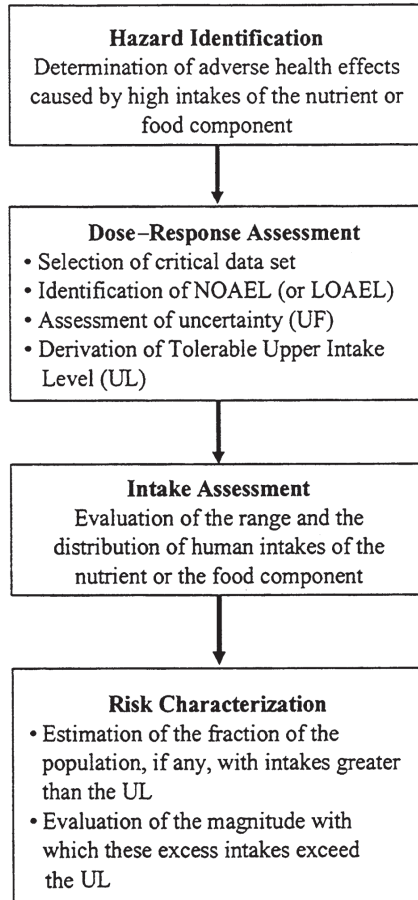 Hazard Identification
Determination of adverse health effects
caused by high intakes of the nutrient or
food component
Dose–Response Assessment
• Selection of critical data set
• Identification of NOAEL (or LOAEL)
• Assessment of uncertainty (UF)
• Derivation of Tolerable Upper Intake
Level (UL)
Intake Assessment
Evaluation of the range and the
distribution of human intakes of the
nutrient or the food component
Risk Characterization
• Estimation of the fraction of the
population, if any, with intakes greater
than the UL
• Evaluation of the magnitude with
which these excess intakes exceed
the UL